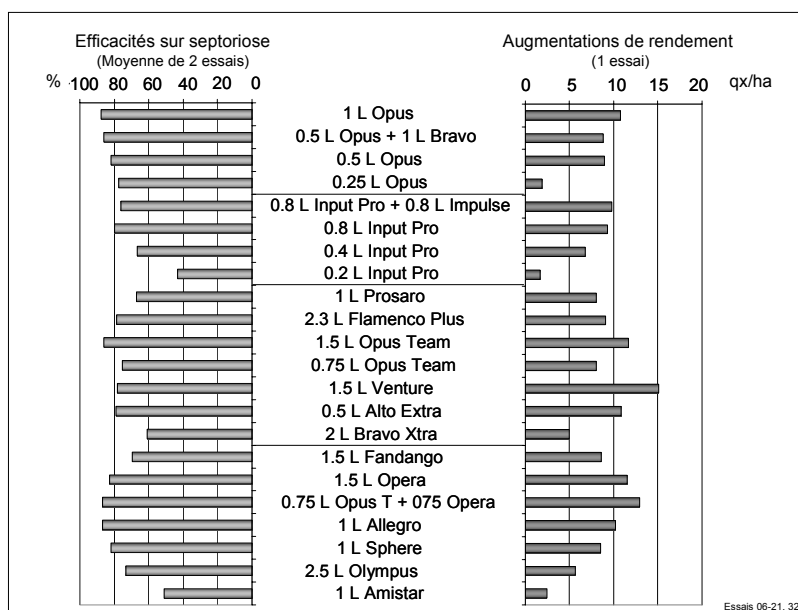 Efficacités sur septoriose
(Moyenne de 2 essais)
% -100 80 60 40 20 0
Augmentations de rendement
(1 essai)
0 5 10 15 20 qx/ha
1 L Opus
0.5 L Opus + 1 L Bravo
0.5 L Opus
0.25 L Opus
0.8 L Input Pro + 0.8 L Impulse
0.8 L Input Pro
0.4 L Input Pro
0.2 L Input Pro
1 L Prosaro
2.3 L Flamenco Plus
1.5 L Opus Team
0.75 L Opus Team
1.5 L Venture
0.5 L Alto Extra
2 L Bravo Xtra
1.5 L Fandango
1.5 L Opera
0.75 L Opus T + 075 Opera
1 L Allegro
1 L Sphere
2.5 L Olympus
1 L Amistar
Essais 06-21, 32